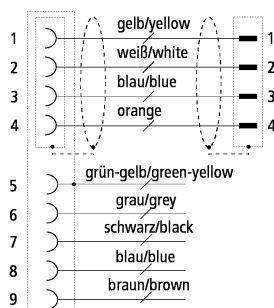 gelb/yellow
1 1
weiß/white
2 2
blau/blue
3 3
orange
4 4
grün-gelb/green-yellow
5
grau/grey
6
schwarz/black
7
blau/blue
8
braun/brown
9